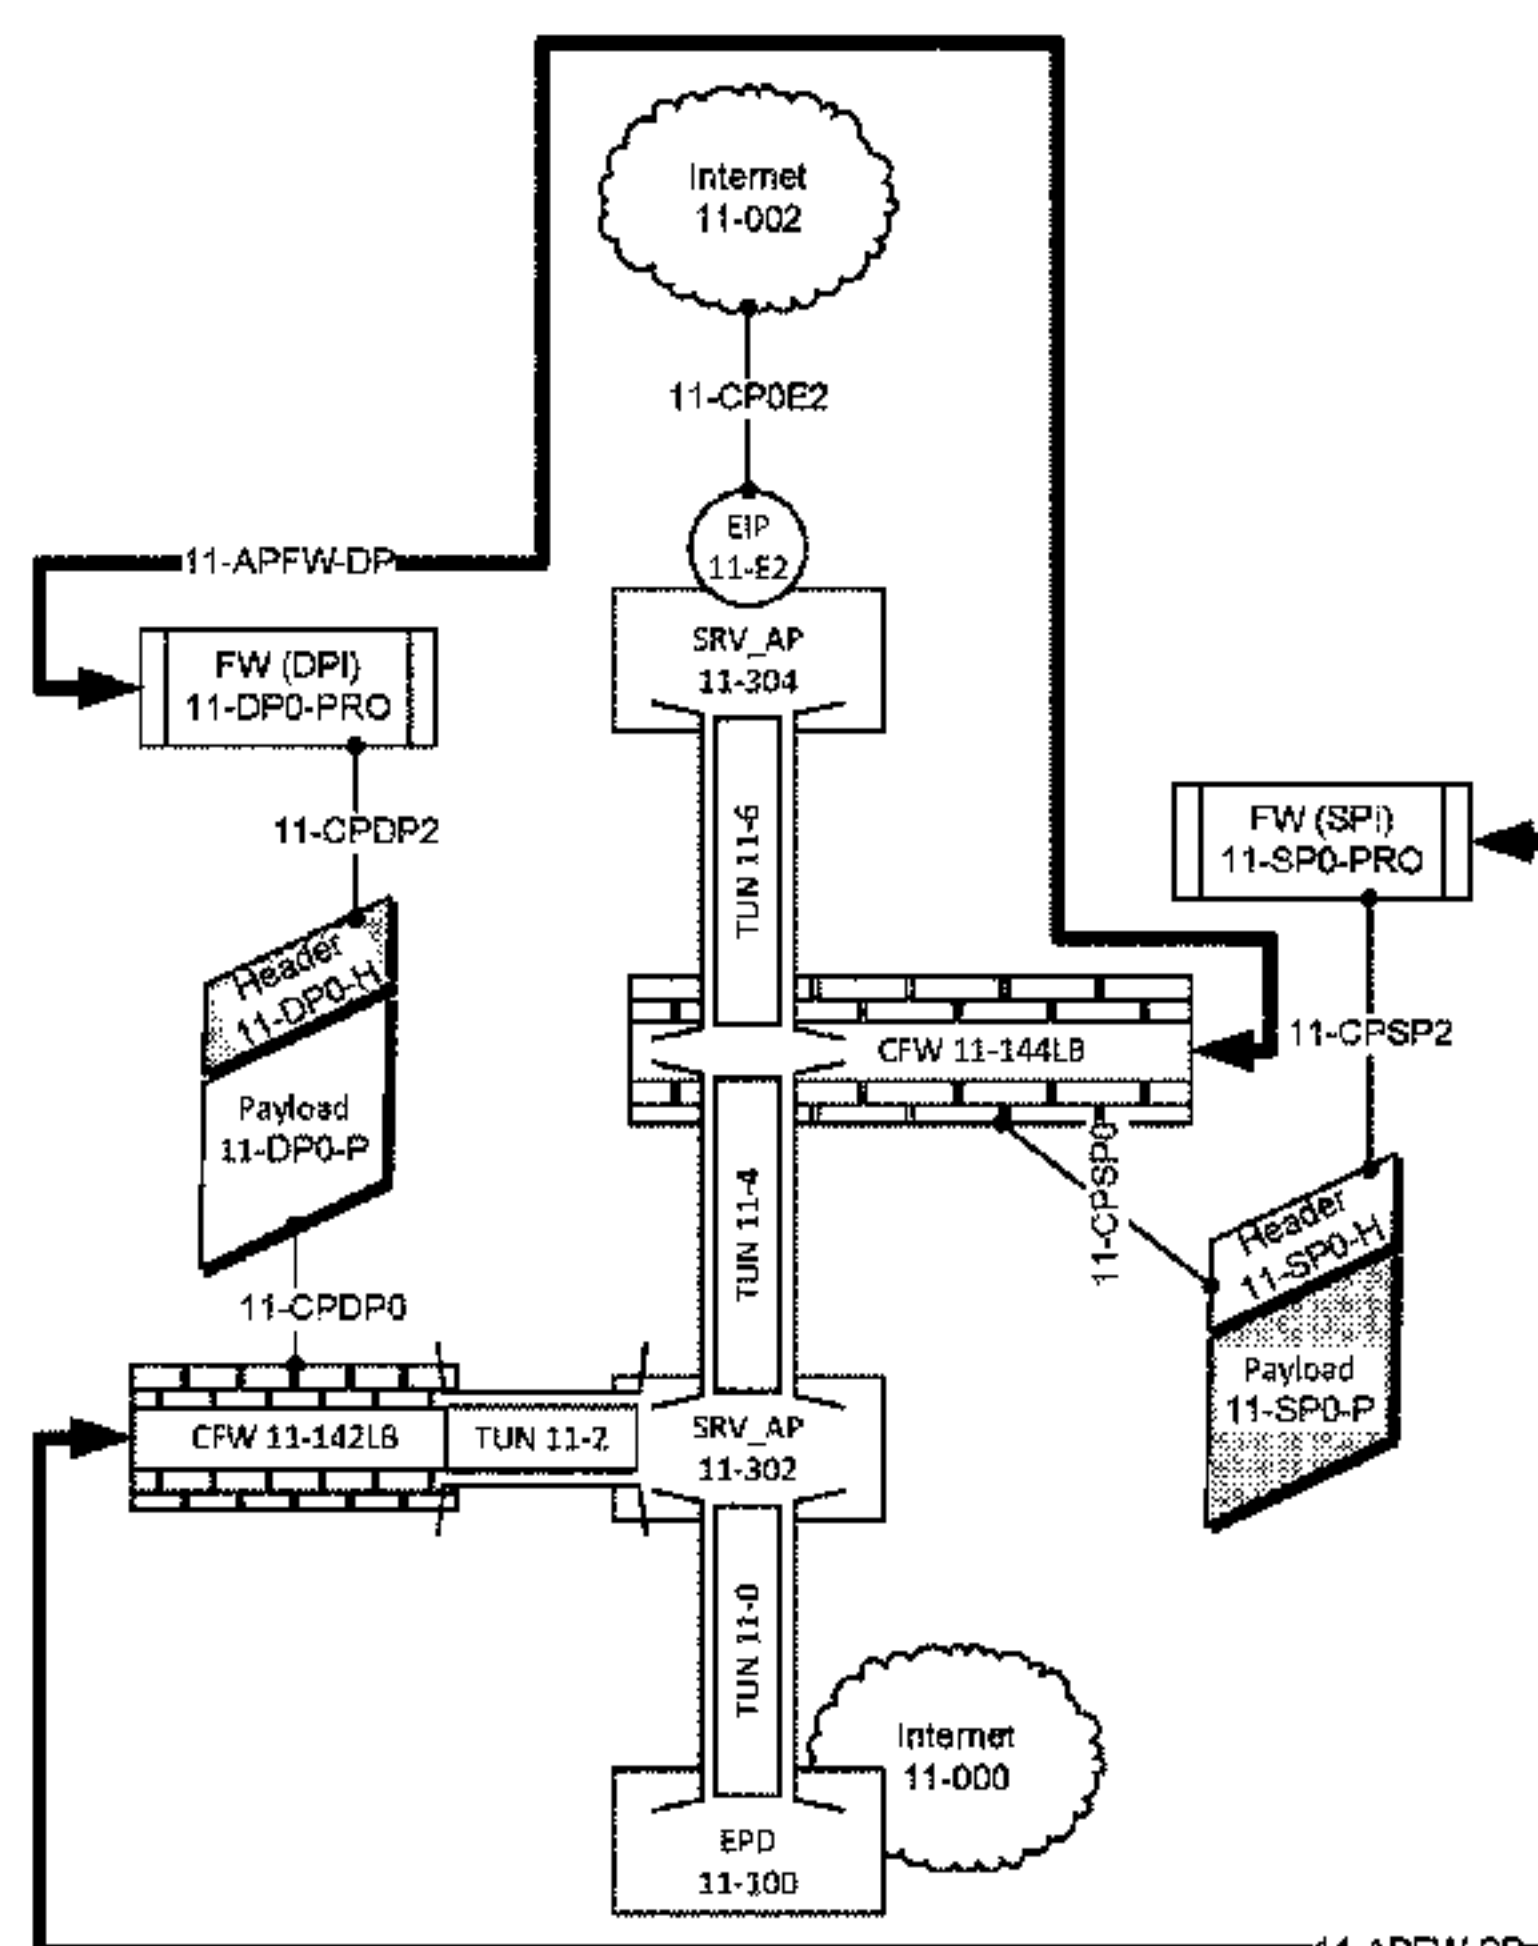 Internet
11-002
11-CP0E2
EIP
11-E2
11-APFW-DP
SRV_AP
11-304
FW (DPI)
11-DP0-PRO
11-CPDP2
TUN 11-6
FW (SPI)
11-SP0-PRO
Header
11-DP0-H
Payload
11-DP0-P
CFW 11-144LB
11-CPSP2
11-CPSP0
TUN 11-4
Header
11-SP0-H
Payload
11-SP0-P
11-CPDP0
CFW 11-142LB
TUN 11-2
SRV_AP
11-302
TUN 11-0
Internet
11-000
EPD
11-100